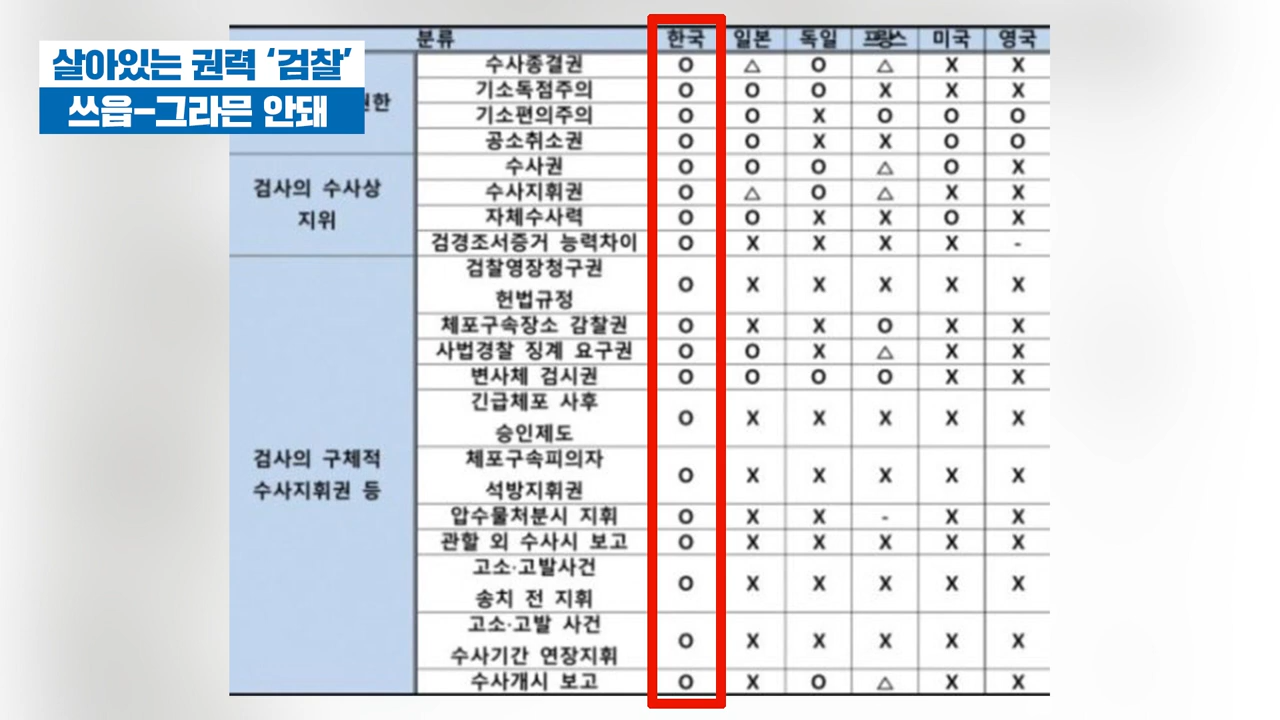 살아있는 권력 ‘검찰’
쓰읍-그라믄 안돼
분류 한국 일본 독일 프랑스 미국 영국
한
수사종결권 O △ O △ X X
기소독점주의 O O O X X X
기소편의주의 O O X O O O
공소취소권 O O X X O O
검사의 수사상
지위
수사권 O O O △ O X
수사지휘권 O △ O △ X X
자체수사력 O O X X O X
검경조서증거 능력차이 O X X X X -
검사의 구체적
수사지휘권 등
검찰영장청구권
헌법규정 O X X X X X
체포구속장소 감찰권 O X X O X X
사법경찰 징계 요구권 O O X △ X X
변사체 검시권 O O O O X X
긴급체포 사후
승인제도 O X X X X X
체포구속피의자
석방지휘권 O X X X X X
압수물처분시 지휘 O X X - X X
관할 외 수사시 보고 O X X X X X
고소·고발사건
송치 전 지휘 O X X X X X
고소·고발 사건
수사기간 연장지휘 O X X X X X
수사개시 보고 O X O △ X X